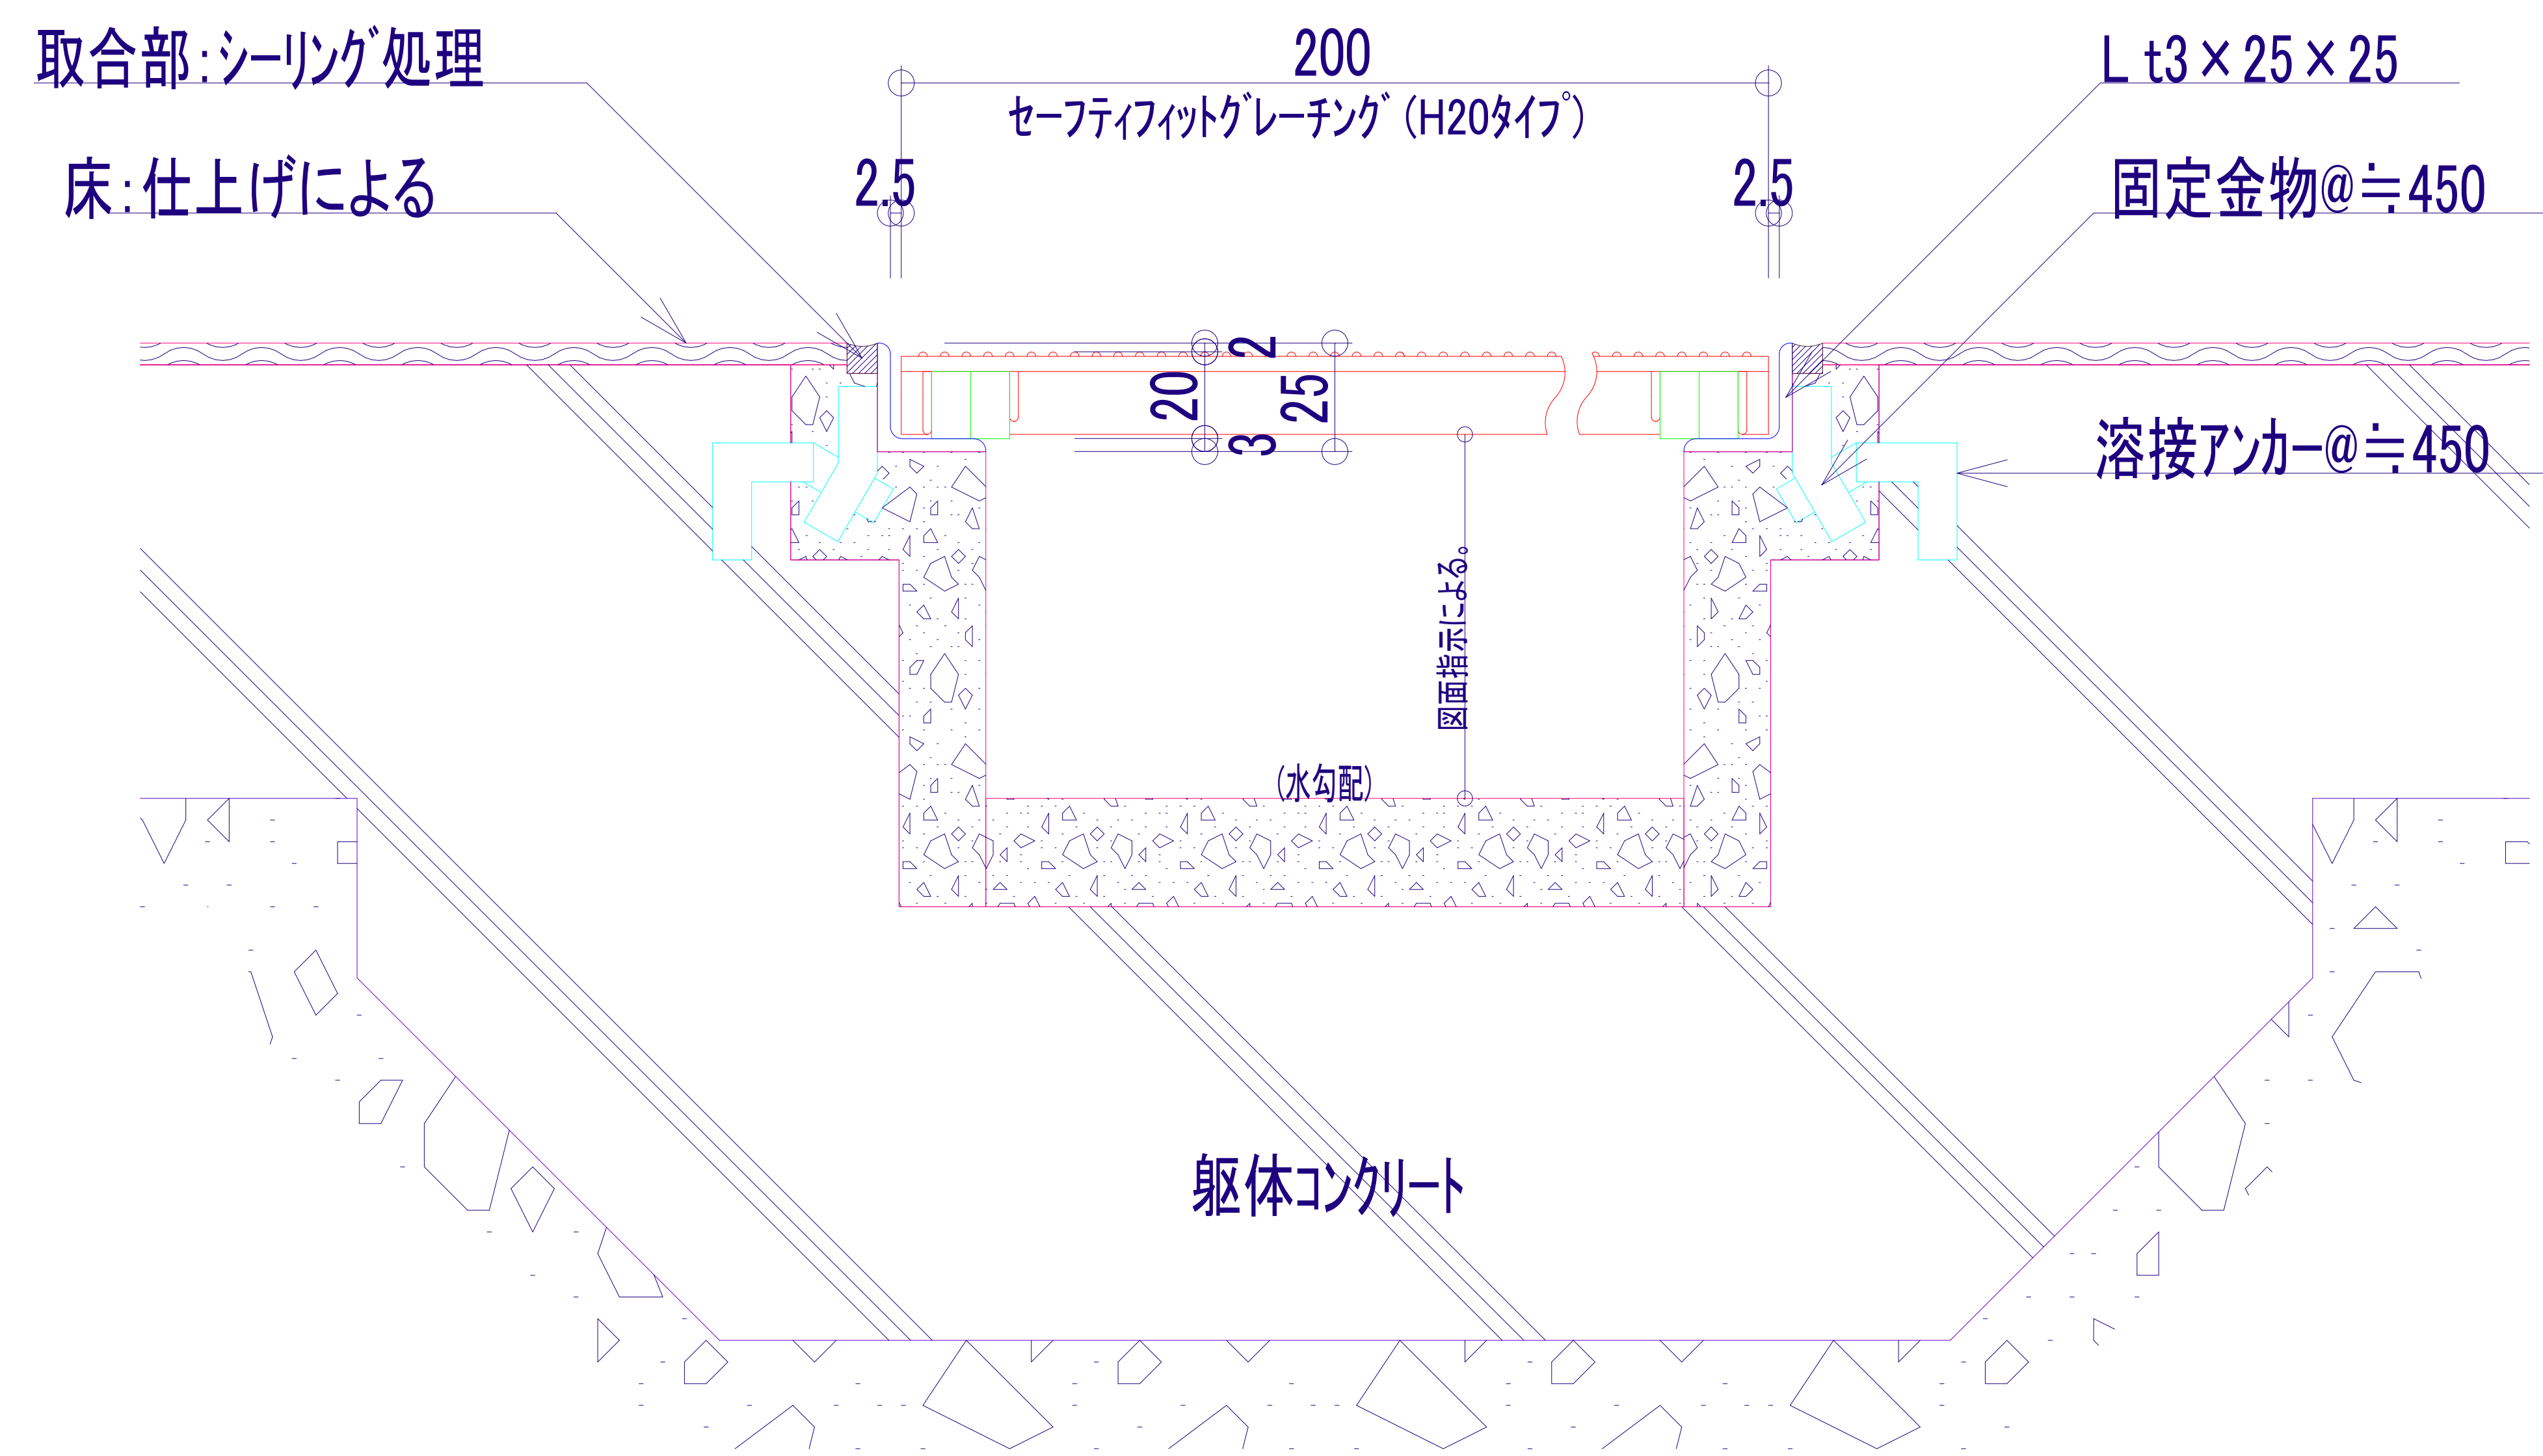 取合部:シーリング処理
200
L t3×25×25
セーフティフィットグレーチング(H20タイプ)
床:仕上げによる
2.5
2.5
固定金物@≒450
2
20
25
3
溶接アンカー@≒450
図面指示による。
(水勾配)
躯体コンクリート